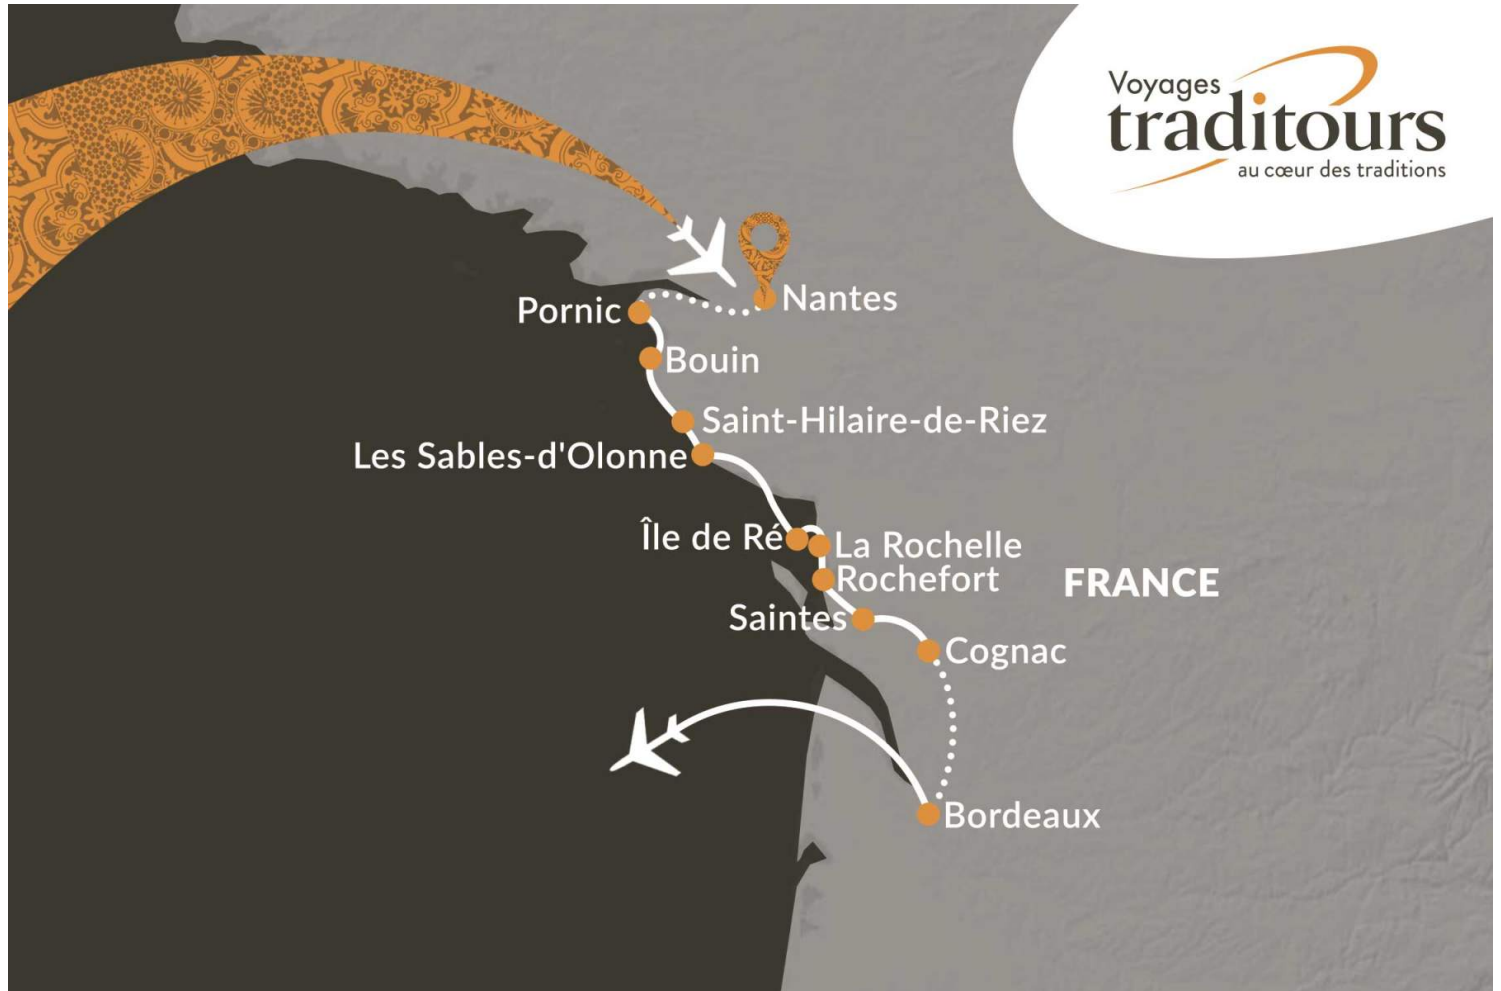 Voyages
traditours
au cœur des traditions
Nantes
Pornic
Bouin
Saint-Hilaire-de-Riez
Les Sables-d'Olonne
Île de Ré
La Rochelle
Rochefort
FRANCE
Saintes
Cognac
Bordeaux